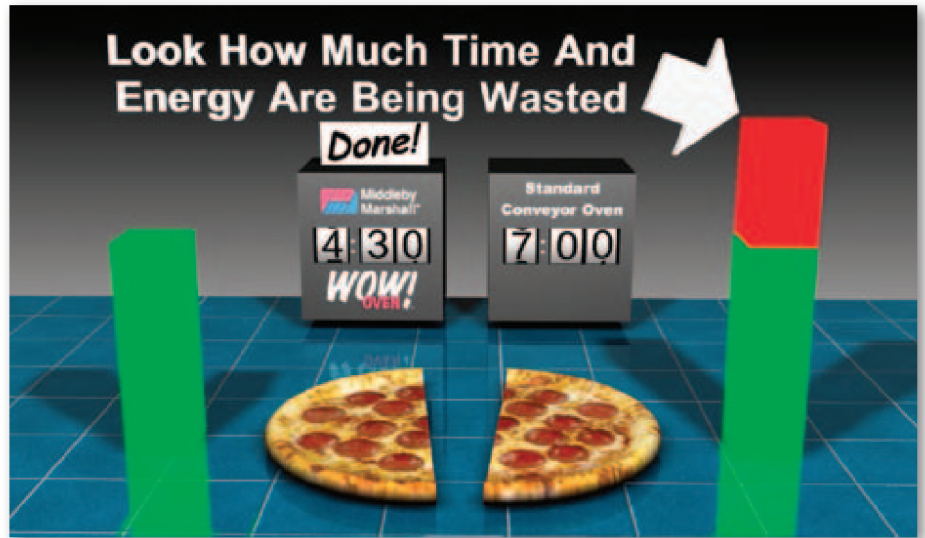 Look How Much Time And
Energy Are Being Wasted
Done!
Middleby
Marshall
4:30
WOW!
OVER!
Standard
Conveyor Oven
7:00